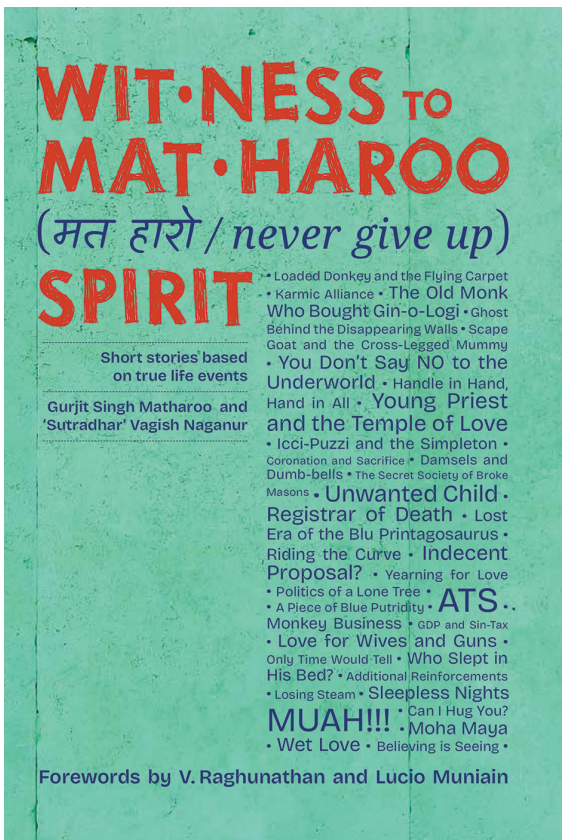 WIT•NESS TO
MAT•HAROO
(मत हारो / never give up)
SPIRIT
Short stories based
on true life events
Gurjit Singh Matharoo and
‘Sutradhar’ Vagish Naganur
• Loaded Donkey and the Flying Carpet
• Karmic Alliance • The Old Monk
Who Bought Gin-o-Logi • Ghost
Behind the Disappearing Walls • Scape
Goat and the Cross-Legged Mummy
• You Don’t Say NO to the
Underworld • Handle in Hand,
Hand in All • Young Priest
and the Temple of Love
• Icci-Puzzi and the Simpleton •
Coronation and Sacrifice • Damsels and
Dumb-bells • The Secret Society of Broke
Masons • Unwanted Child •
Registrar of Death • Lost
Era of the Blu Printagosaurus •
Riding the Curve • Indecent
Proposal? • Yearning for Love
• Politics of a Lone Tree •
• A Piece of Blue Putridity • ATS •
Monkey Business • GDP and Sin-Tax
• Love for Wives and Guns •
Only Time Would Tell • Who Slept in
His Bed? • Additional Reinforcements
• Losing Steam • Sleepless Nights
MUAH!!! • Can I Hug You?
• Moha Maya
• Wet Love • Believing is Seeing •
Forewords by V. Raghunathan and Lucio Muniain